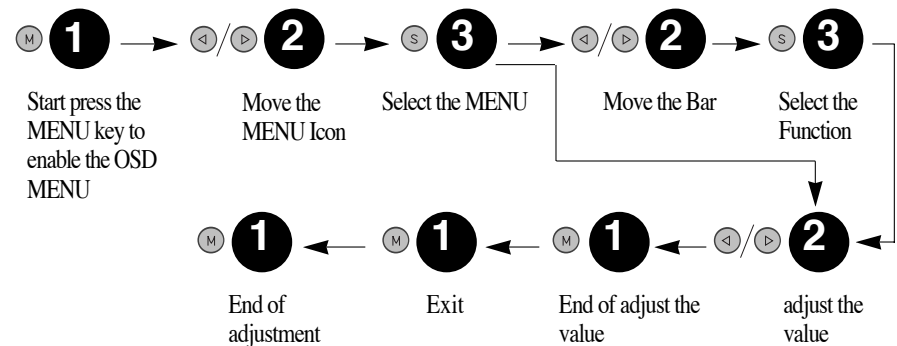 M 1
◁/▷ 2
S 3
◁/▷ 2
S 3
Start press the
MENU key to
enable the OSD
MENU
Move the
MENU Icon
Select the MENU
Move the Bar
Select the
Function
M 1
M 1
M 1
◁/▷ 2
End of
adjustment
Exit
End of adjust the
value
adjust the
value